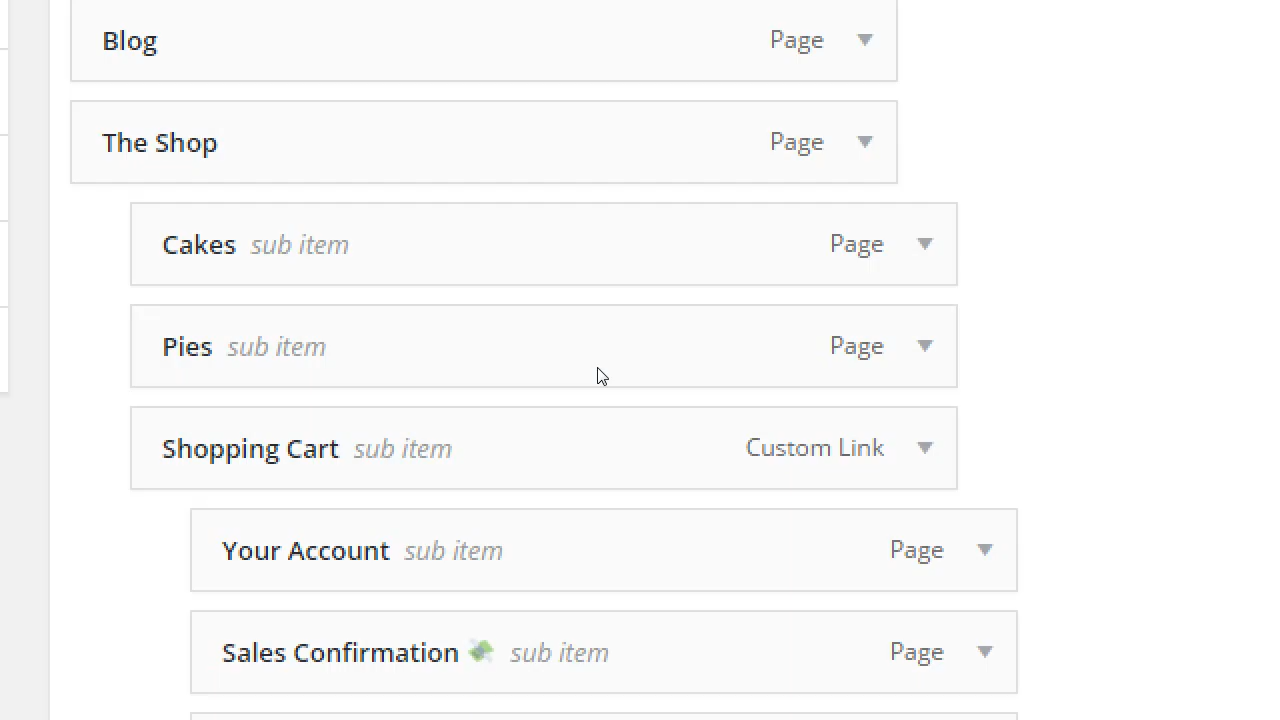 Blog Page
The Shop Page
Cakes sub item Page
Pies sub item Page
Shopping Cart sub item Custom Link
Your Account sub item Page
Sales Confirmation 💸 sub item Page